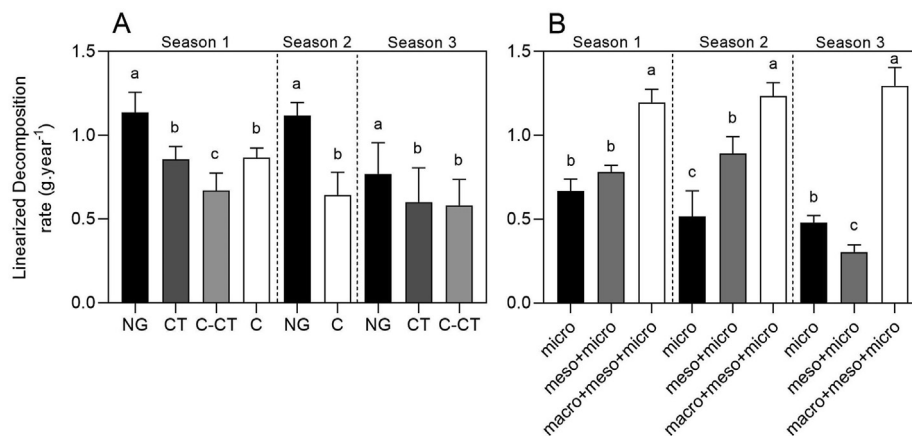 A
Season 1 Season 2 Season 3
Linearized Decomposition
rate (g.year-1)
1.5
1.0
0.5
0.0
a b c b a b a b b
NG CT C-CT C NG C NG CT C-CT
B
Season 1 Season 2 Season 3
1.5
1.0
0.5
0.0
b b a c b a b c a
micro
meso+micro
macro+meso+micro
micro
meso+micro
macro+meso+micro
micro
meso+micro
macro+meso+micro